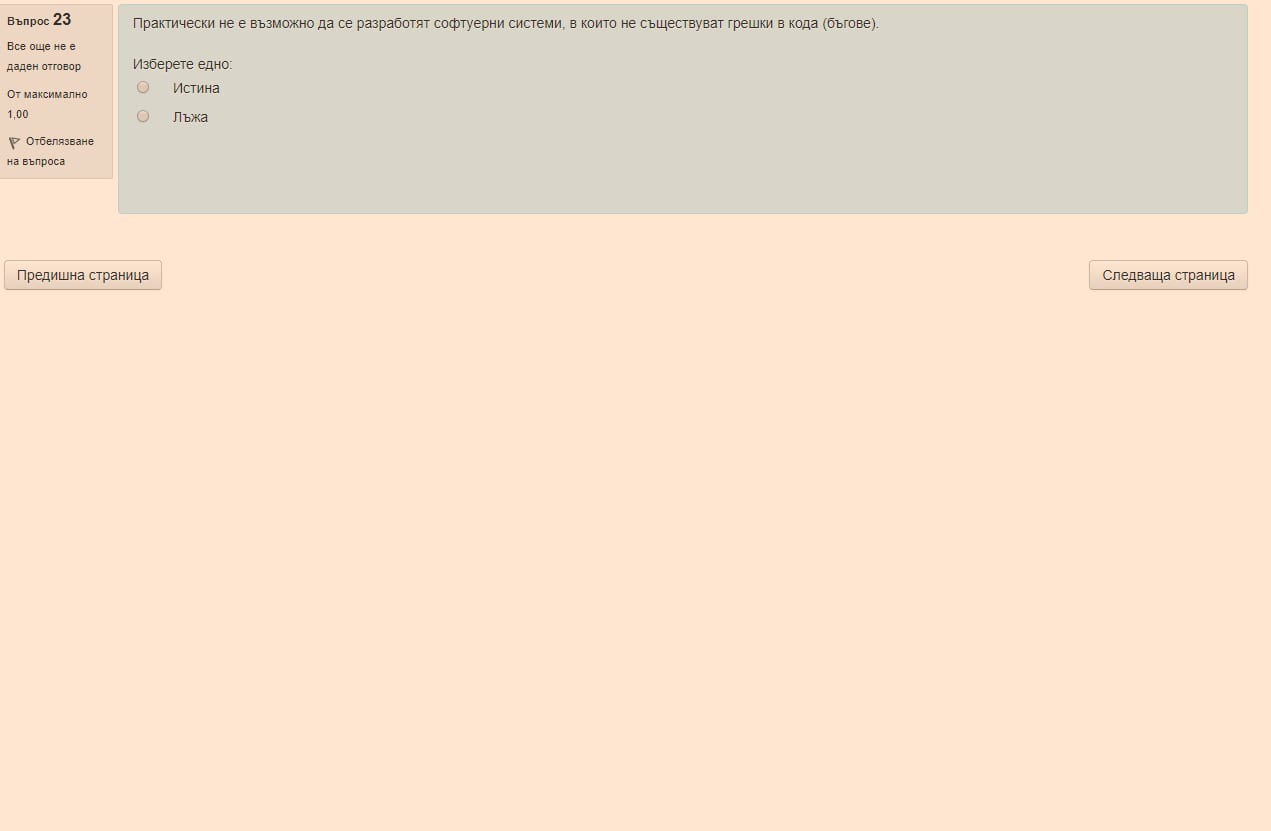 Въпрос 23
Все още не е
даден отговор
От максимално
1,00
Отбелязване
на въпроса
Практически не е възможно да се разработят софтуерни системи, в които не съществуват грешки в кода (бъгове).
Изберете едно:
Истина
Лъжа
Предишна страница
Следваща страница